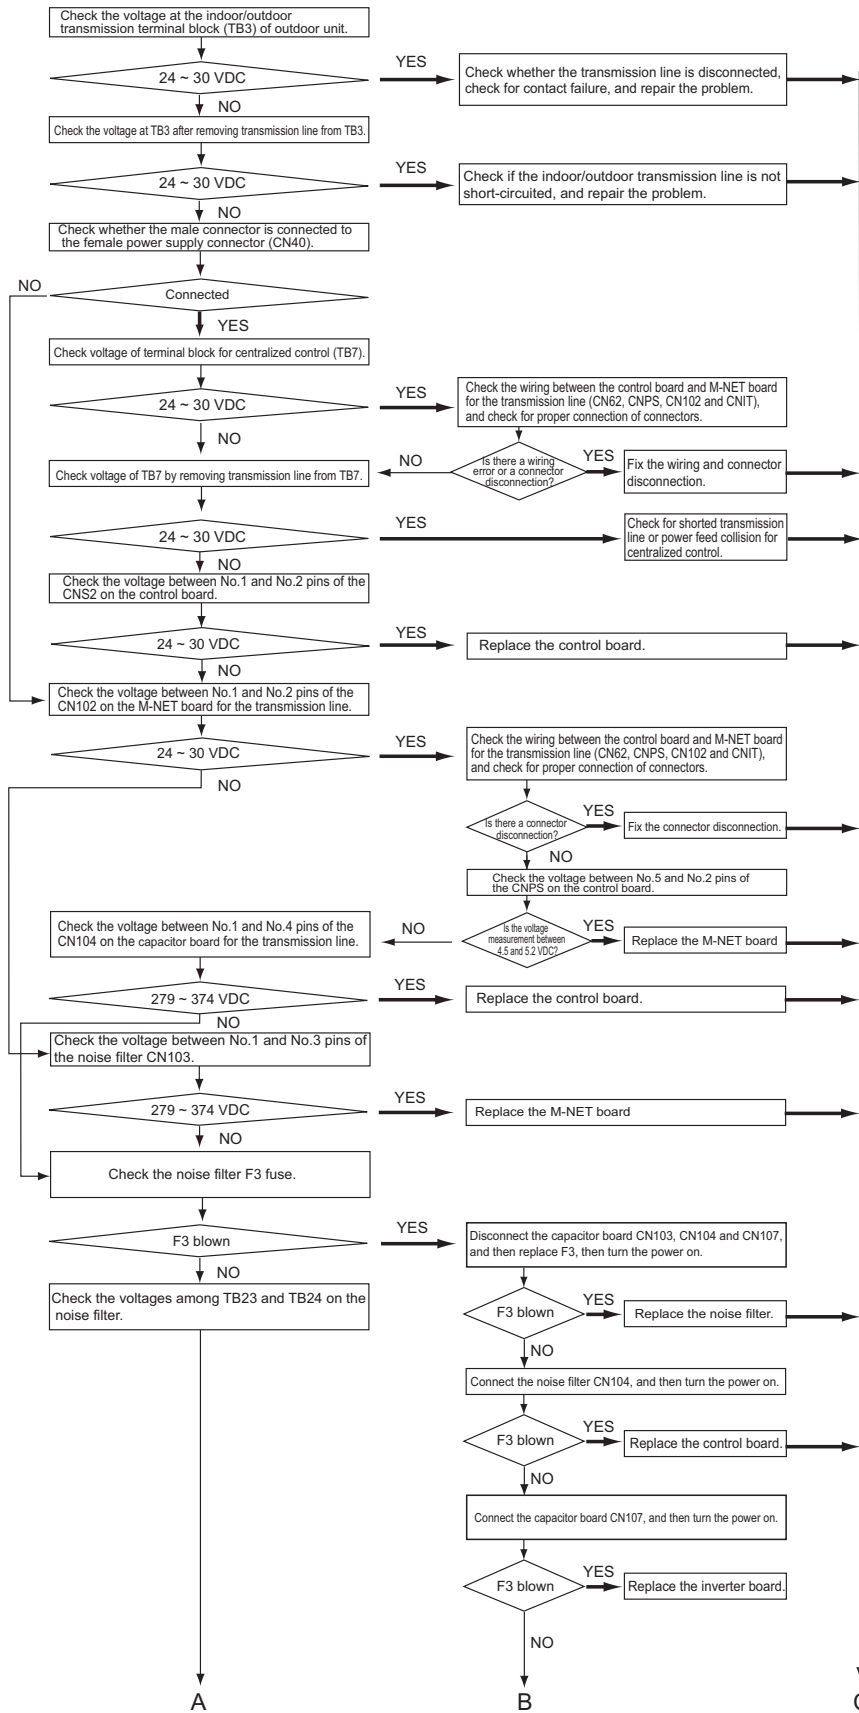 Check the voltage at the indoor/outdoor
transmission terminal block (TB3) of outdoor unit.
24 ~ 30 VDC
YES
Check whether the transmission line is disconnected,
check for contact failure, and repair the problem.
NO
Check the voltage at TB3 after removing transmission line from TB3.
24 ~ 30 VDC
YES
Check if the indoor/outdoor transmission line is not
short-circuited, and repair the problem.
NO
Check whether the male connector is connected to
the female power supply connector (CN40).
NO
Connected
YES
Check voltage of terminal block for centralized control (TB7).
24 ~ 30 VDC
YES
Check the wiring between the control board and M-NET board
for the transmission line (CN62, CNPS, CN102 and CNIT),
and check for proper connection of connectors.
NO
Is there a wiring
error or a connector
disconnection?
YES
Fix the wiring and connector
disconnection.
NO
Check voltage of TB7 by removing transmission line from TB7.
24 ~ 30 VDC
YES
Check for shorted transmission
line or power feed collision for
centralized control.
NO
Check the voltage between No.1 and No.2 pins of the
CNS2 on the control board.
24 ~ 30 VDC
YES
Replace the control board.
NO
Check the voltage between No.1 and No.2 pins of the
CN102 on the M-NET board for the transmission line.
24 ~ 30 VDC
YES
Check the wiring between the control board and M-NET board
for the transmission line (CN62, CNPS, CN102 and CNIT),
and check for proper connection of connectors.
NO
Is there a connector
disconnection?
YES
Fix the connector disconnection.
NO
Check the voltage between No.5 and No.2 pins of
the CNPS on the control board.
Is the voltage
measurement between
4.5 and 5.2 VDC?
YES
Replace the M-NET board
NO
Check the voltage between No.1 and No.4 pins of the
CN104 on the capacitor board for the transmission line.
279 ~ 374 VDC
YES
Replace the control board.
NO
Check the voltage between No.1 and No.3 pins of
the noise filter CN103.
279 ~ 374 VDC
YES
Replace the M-NET board
NO
Check the noise filter F3 fuse.
F3 blown
YES
Disconnect the capacitor board CN103, CN104 and CN107,
and then replace F3, then turn the power on.
NO
Check the voltages among TB23 and TB24 on the
noise filter.
F3 blown
YES
Replace the noise filter.
NO
Connect the noise filter CN104, and then turn the power on.
F3 blown
YES
Replace the control board.
NO
Connect the capacitor board CN107, and then turn the power on.
F3 blown
YES
Replace the inverter board.
NO
A
B